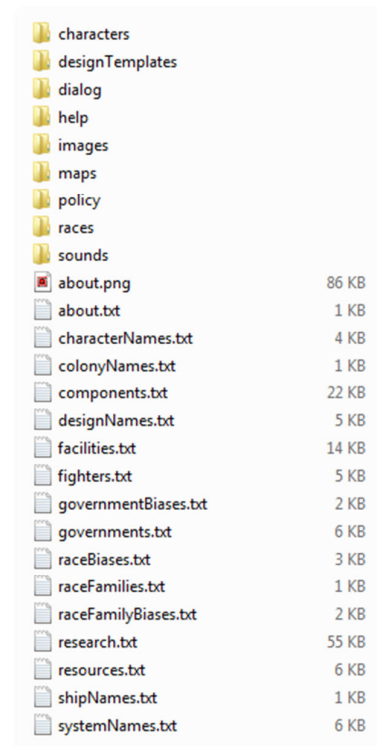 characters
designTemplates
dialog
help
images
maps
policy
races
sounds
about.png 86 KB
about.txt 1 KB
characterNames.txt 4 KB
colonyNames.txt 1 KB
components.txt 22 KB
designNames.txt 5 KB
facilities.txt 14 KB
fighters.txt 5 KB
governmentBiases.txt 2 KB
governments.txt 6 KB
raceBiases.txt 3 KB
raceFamilies.txt 1 KB
raceFamilyBiases.txt 2 KB
research.txt 55 KB
resources.txt 6 KB
shipNames.txt 1 KB
systemNames.txt 6 KB